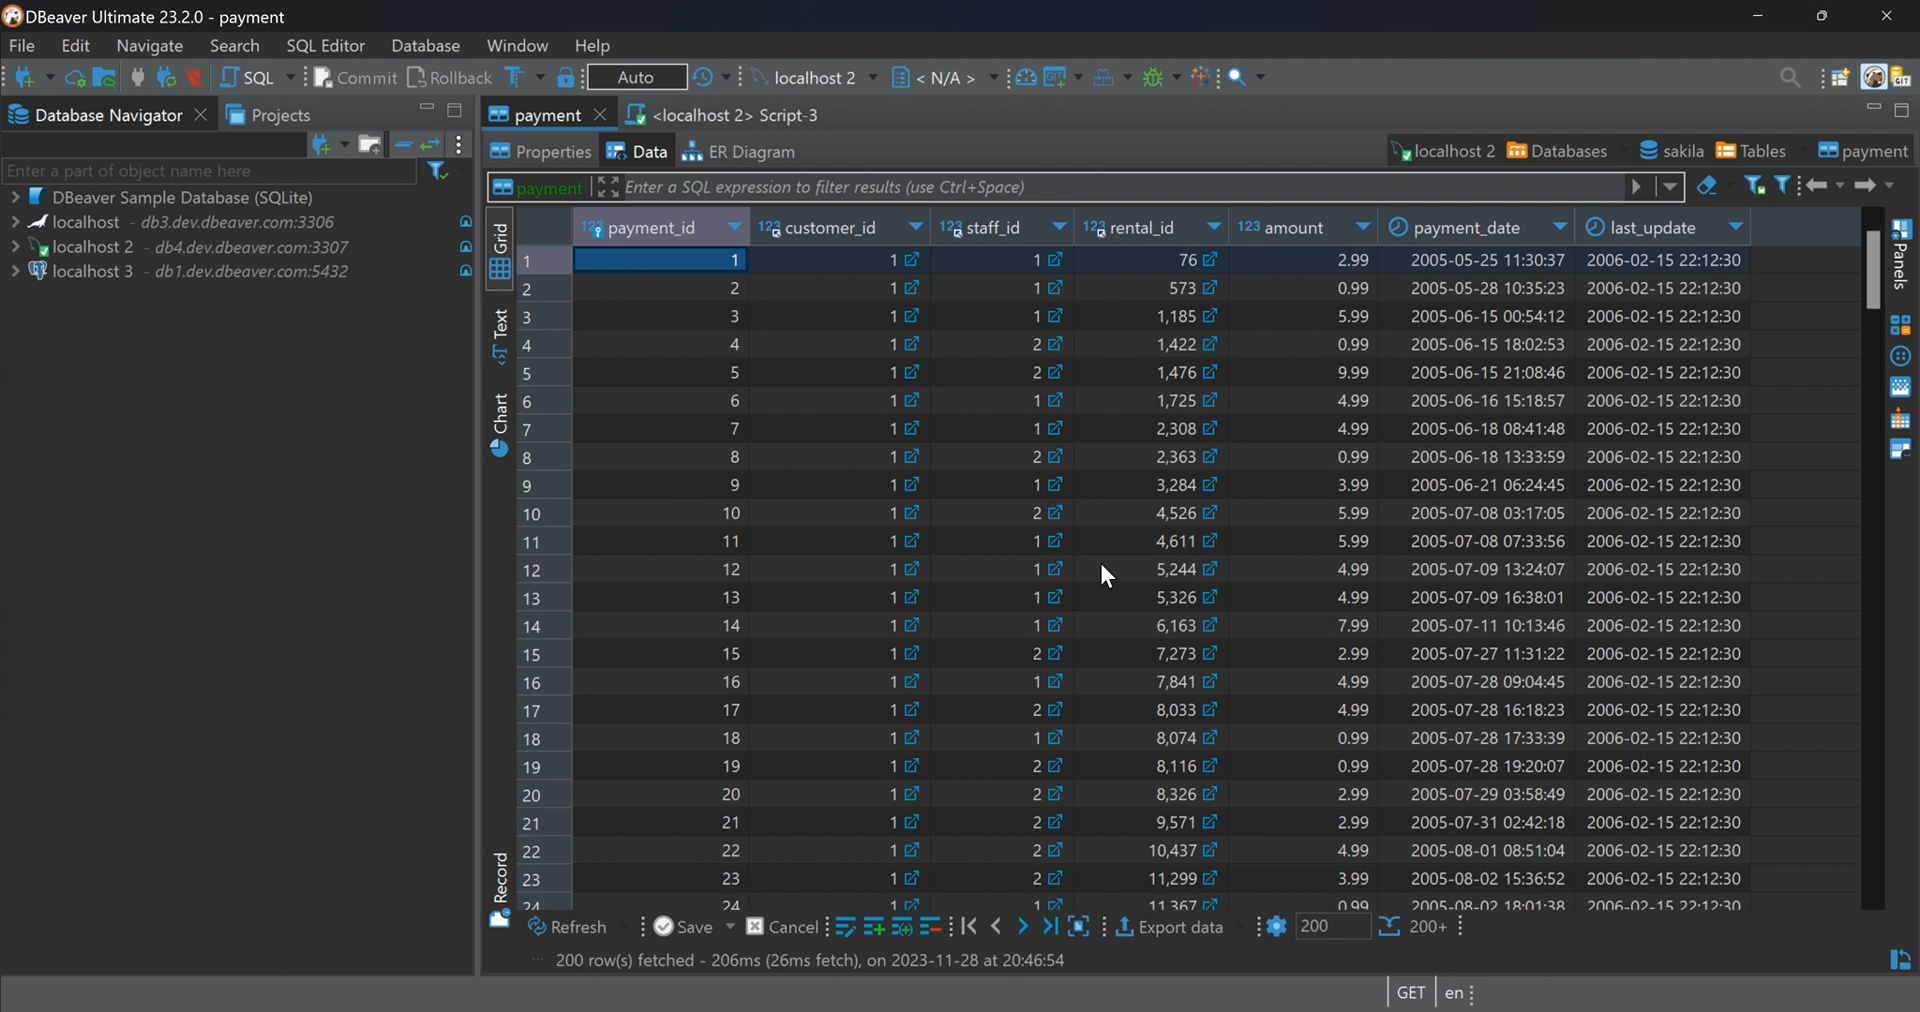 DBeaver Ultimate 23.2.0 - payment
File Edit Navigate Search SQL Editor Database Window Help
SQL Commit Rollback Auto localhost 2 < N/A >
Database Navigator Projects
Enter a part of object name here
DBeaver Sample Database (SQLite)
localhost - db3.dev.dbeaver.com:3306
localhost 2 - db4.dev.dbeaver.com:3307
localhost 3 - db1.dev.dbeaver.com:5432
payment <localhost 2> Script-3
Properties Data ER Diagram localhost 2 Databases sakila Tables payment
payment Enter a SQL expression to filter results (use Ctrl+Space)
Grid
Text
Chart
Record
123 payment_id 123 customer_id 123 staff_id 123 rental_id 123 amount payment_date last_update
1 1 1 1 76 2.99 2005-05-25 11:30:37 2006-02-15 22:12:30
2 2 1 1 573 0.99 2005-05-28 10:35:23 2006-02-15 22:12:30
3 3 1 1 1,185 5.99 2005-06-15 00:54:12 2006-02-15 22:12:30
4 4 1 2 1,422 0.99 2005-06-15 18:02:53 2006-02-15 22:12:30
5 5 1 2 1,476 9.99 2005-06-15 21:08:46 2006-02-15 22:12:30
6 6 1 1 1,725 4.99 2005-06-16 15:18:57 2006-02-15 22:12:30
7 7 1 1 2,308 4.99 2005-06-18 08:41:48 2006-02-15 22:12:30
8 8 1 2 2,363 0.99 2005-06-18 13:33:59 2006-02-15 22:12:30
9 9 1 1 3,284 3.99 2005-06-21 06:24:45 2006-02-15 22:12:30
10 10 1 2 4,526 5.99 2005-07-08 03:17:05 2006-02-15 22:12:30
11 11 1 1 4,611 5.99 2005-07-08 07:33:56 2006-02-15 22:12:30
12 12 1 1 5,244 4.99 2005-07-09 13:24:07 2006-02-15 22:12:30
13 13 1 1 5,326 4.99 2005-07-09 16:38:01 2006-02-15 22:12:30
14 14 1 1 6,163 7.99 2005-07-11 10:13:46 2006-02-15 22:12:30
15 15 1 2 7,273 2.99 2005-07-27 11:31:22 2006-02-15 22:12:30
16 16 1 1 7,841 4.99 2005-07-28 09:04:45 2006-02-15 22:12:30
17 17 1 2 8,033 4.99 2005-07-28 16:18:23 2006-02-15 22:12:30
18 18 1 1 8,074 0.99 2005-07-28 17:33:39 2006-02-15 22:12:30
19 19 1 2 8,116 0.99 2005-07-28 19:20:07 2006-02-15 22:12:30
20 20 1 2 8,326 2.99 2005-07-29 03:58:49 2006-02-15 22:12:30
21 21 1 2 9,571 2.99 2005-07-31 02:42:18 2006-02-15 22:12:30
22 22 1 2 10,437 4.99 2005-08-01 08:51:04 2006-02-15 22:12:30
23 23 1 2 11,299 3.99 2005-08-02 15:36:52 2006-02-15 22:12:30
24 24 1 1 11,367 0.99 2005-08-02 18:01:38 2006-02-15 22:12:30
Panels
Refresh Save Cancel Export data 200 200+
200 row(s) fetched - 206ms (26ms fetch), on 2023-11-28 at 20:46:54
GET en